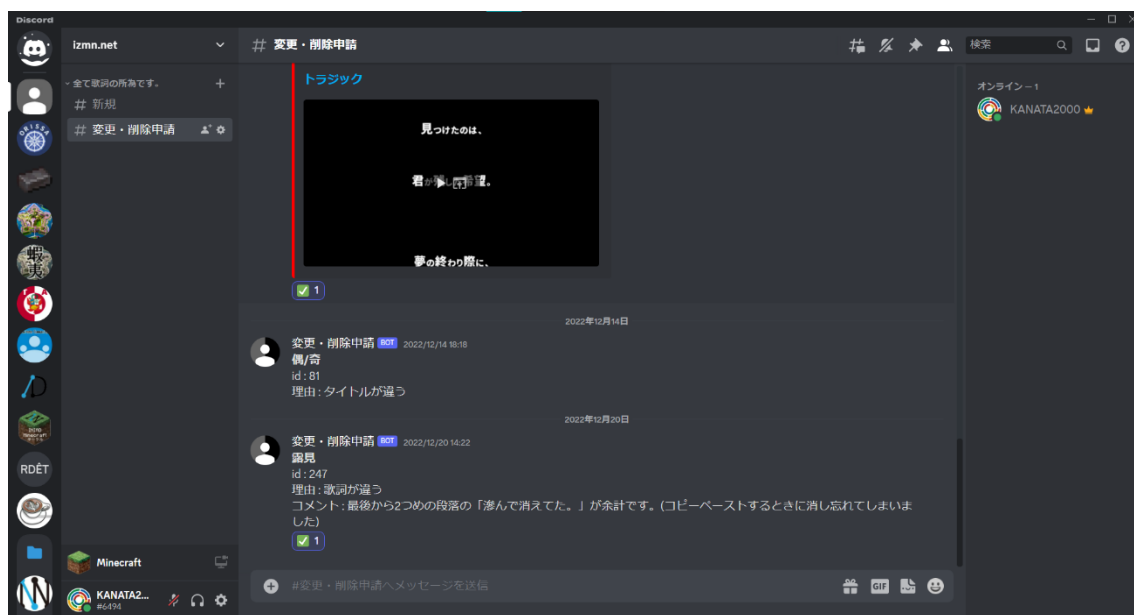 Discord
izmn.net
全て歌詞の所為です。
新規
変更・削除申請
Minecraft
KANATA2...
#6494
RDÊT
# 変更・削除申請
検索
トラジック
見つけたのは、
君が残した希望。
夢の終わり際に、
1
2022年12月14日
変更・削除申請 BOT 2022/12/14 18:18
偶/奇
id : 81
理由 : タイトルが違う
2022年12月20日
変更・削除申請 BOT 2022/12/20 14:22
露見
id : 247
理由 : 歌詞が違う
コメント : 最後から2つめの段落の「滲んで消えてた。」が余計です。(コピーペーストするときに消し忘れてしまいま
した)
1
#変更・削除申請へメッセージを送信
GIF
オンライン – 1
KANATA2000